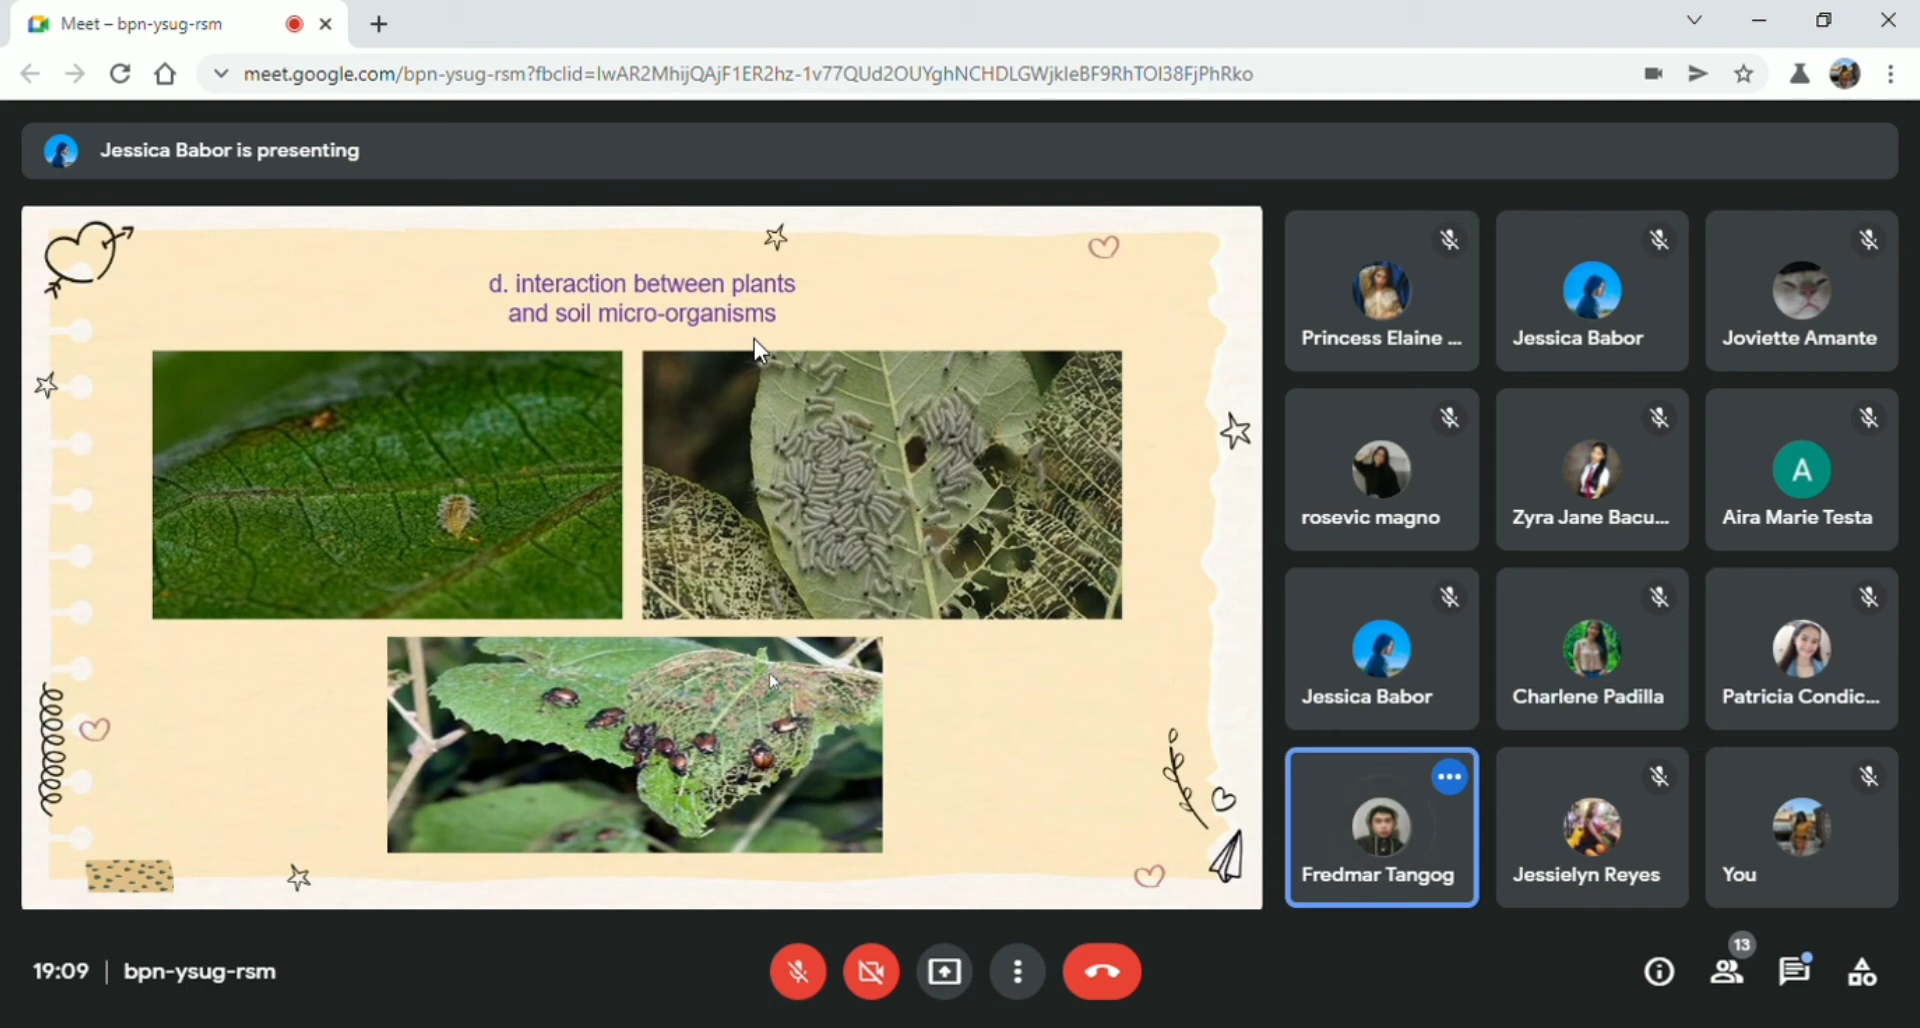 Meet – bpn-ysug-rsm
meet.google.com/bpn-ysug-rsm?fbclid=IwAR2MhijQAjF1ER2hz-1v77QUd2OUYghNCHDLGWjkIeBF9RhTOI38FjPhRko
Jessica Babor is presenting
d. interaction between plants
and soil micro-organisms
Princess Elaine ...
Jessica Babor
Joviette Amante
rosevic magno
Zyra Jane Bacu...
A
Aira Marie Testa
Jessica Babor
Charlene Padilla
Patricia Condic...
Fredmar Tangog
Jessielyn Reyes
You
19:09 | bpn-ysug-rsm
13